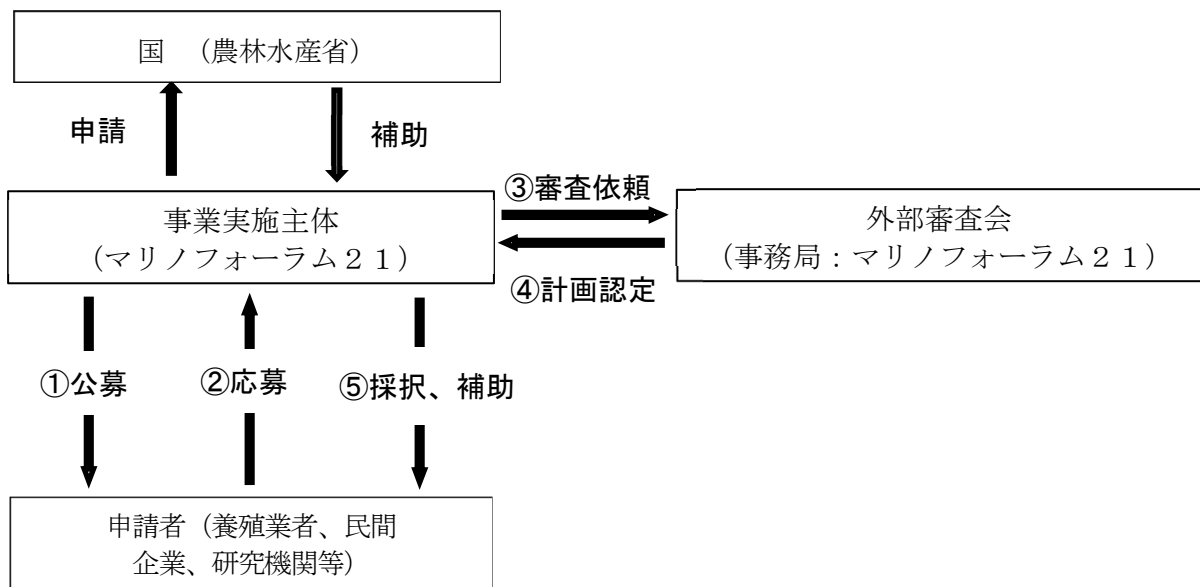 国　（農林水産省）
申請
補助
事業実施主体
（マリノフォーラム２１）
③審査依頼
④計画認定
外部審査会
（事務局：マリノフォーラム２１）
①公募
②応募
⑤採択、補助
申請者（養殖業者、民間
企業、研究機関等）